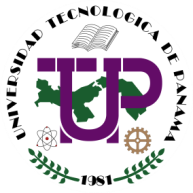 UNIVERSIDAD TECNOLOGICA DE PANAMA
UTP
1981